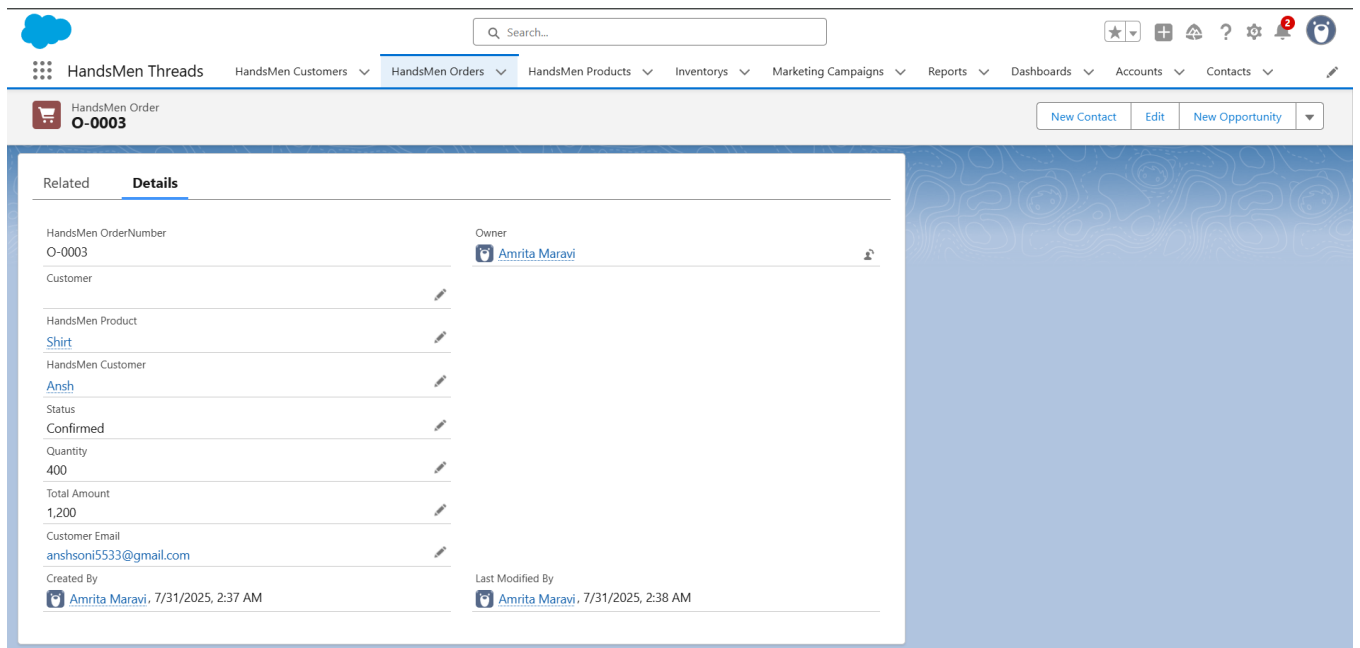 Search...
2
HandsMen Threads HandsMen Customers HandsMen Orders HandsMen Products Inventorys Marketing Campaigns Reports Dashboards Accounts Contacts
HandsMen Order
O-0003
New Contact Edit New Opportunity
Related Details
HandsMen OrderNumber Owner
O-0003 Amrita Maravi
Customer
HandsMen Product
Shirt
HandsMen Customer
Ansh
Status
Confirmed
Quantity
400
Total Amount
1,200
Customer Email
anshsoni5533@gmail.com
Created By Last Modified By
Amrita Maravi, 7/31/2025, 2:37 AM Amrita Maravi, 7/31/2025, 2:38 AM